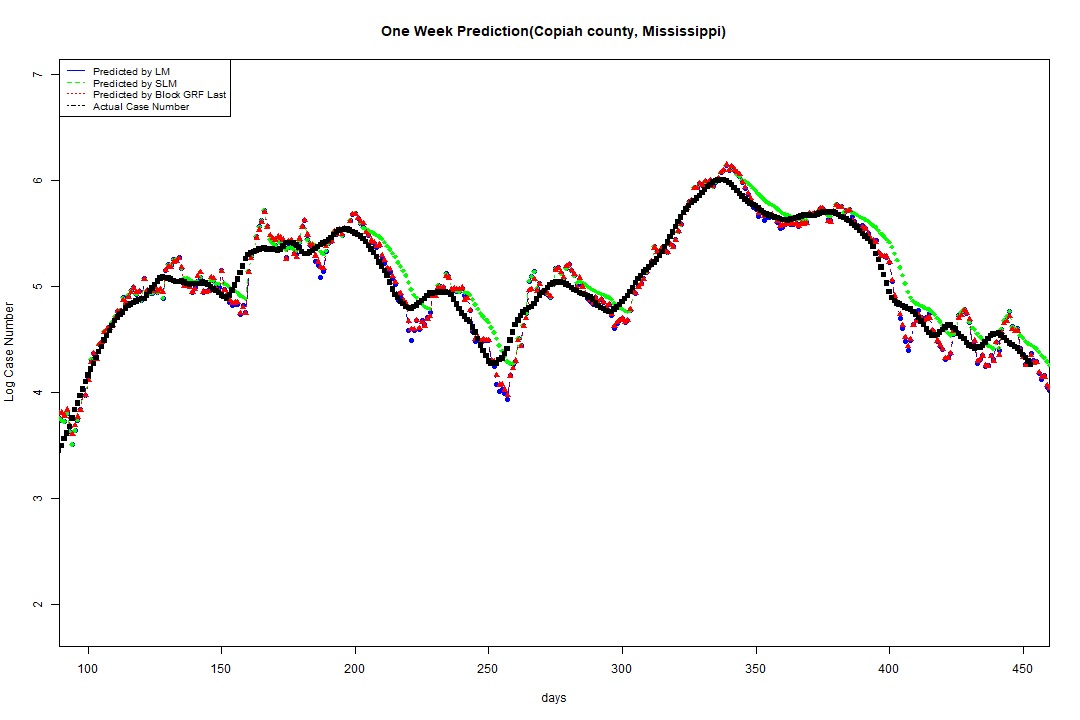 One Week Prediction(Copiah county, Mississippi)
Predicted by LM
Predicted by SLM
Predicted by Block GRF Last
Actual Case Number
7
6
5
4
3
2
Log Case Number
100 150 200 250 300 350 400 450
days